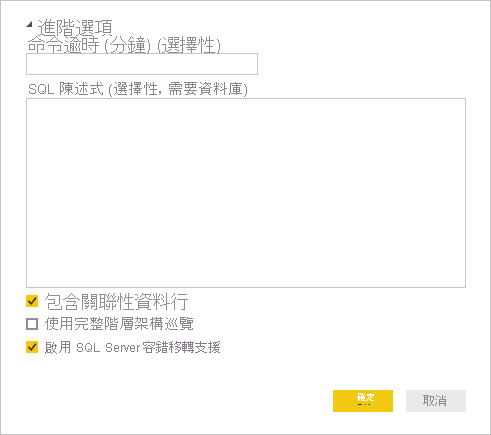 進階選項
命令逾時 (分鐘) (選擇性)
SQL 陳述式 (選擇性, 需要資料庫)
包含關聯性資料行
使用完整階層架構巡覽
啟用 SQL Server 容錯移轉支援
確定 取消